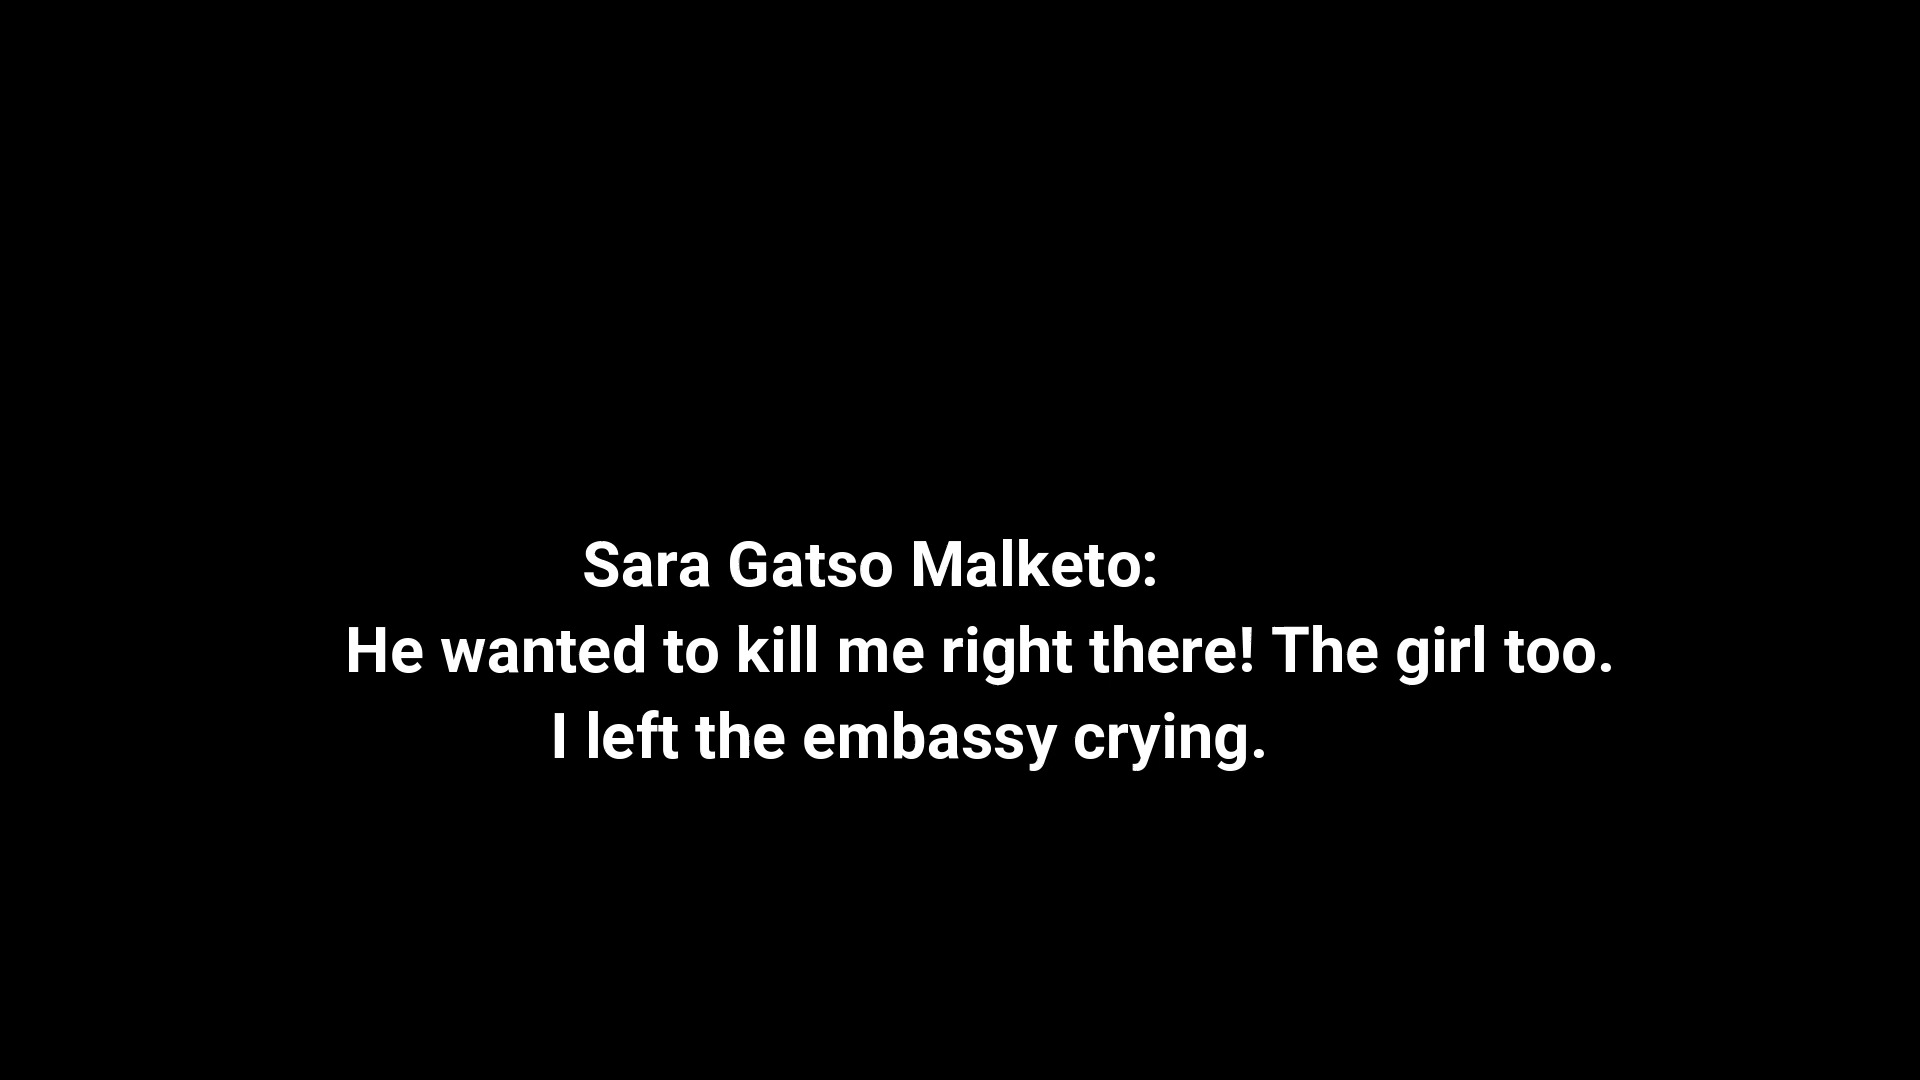 Sara Gatso Malketo:
He wanted to kill me right there! The girl too.
I left the embassy crying.